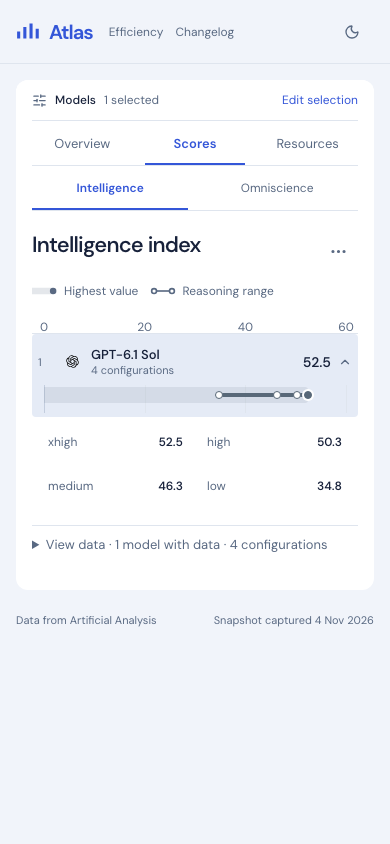 Atlas Efficiency Changelog
Models 1 selected Edit selection
Overview Scores Resources
Intelligence Omniscience
Intelligence index ...
Highest value Reasoning range
0 20 40 60
1 GPT-6.1 Sol 52.5
4 configurations
xhigh 52.5 high 50.3
medium 46.3 low 34.8
View data · 1 model with data · 4 configurations
Data from Artificial Analysis Snapshot captured 4 Nov 2026